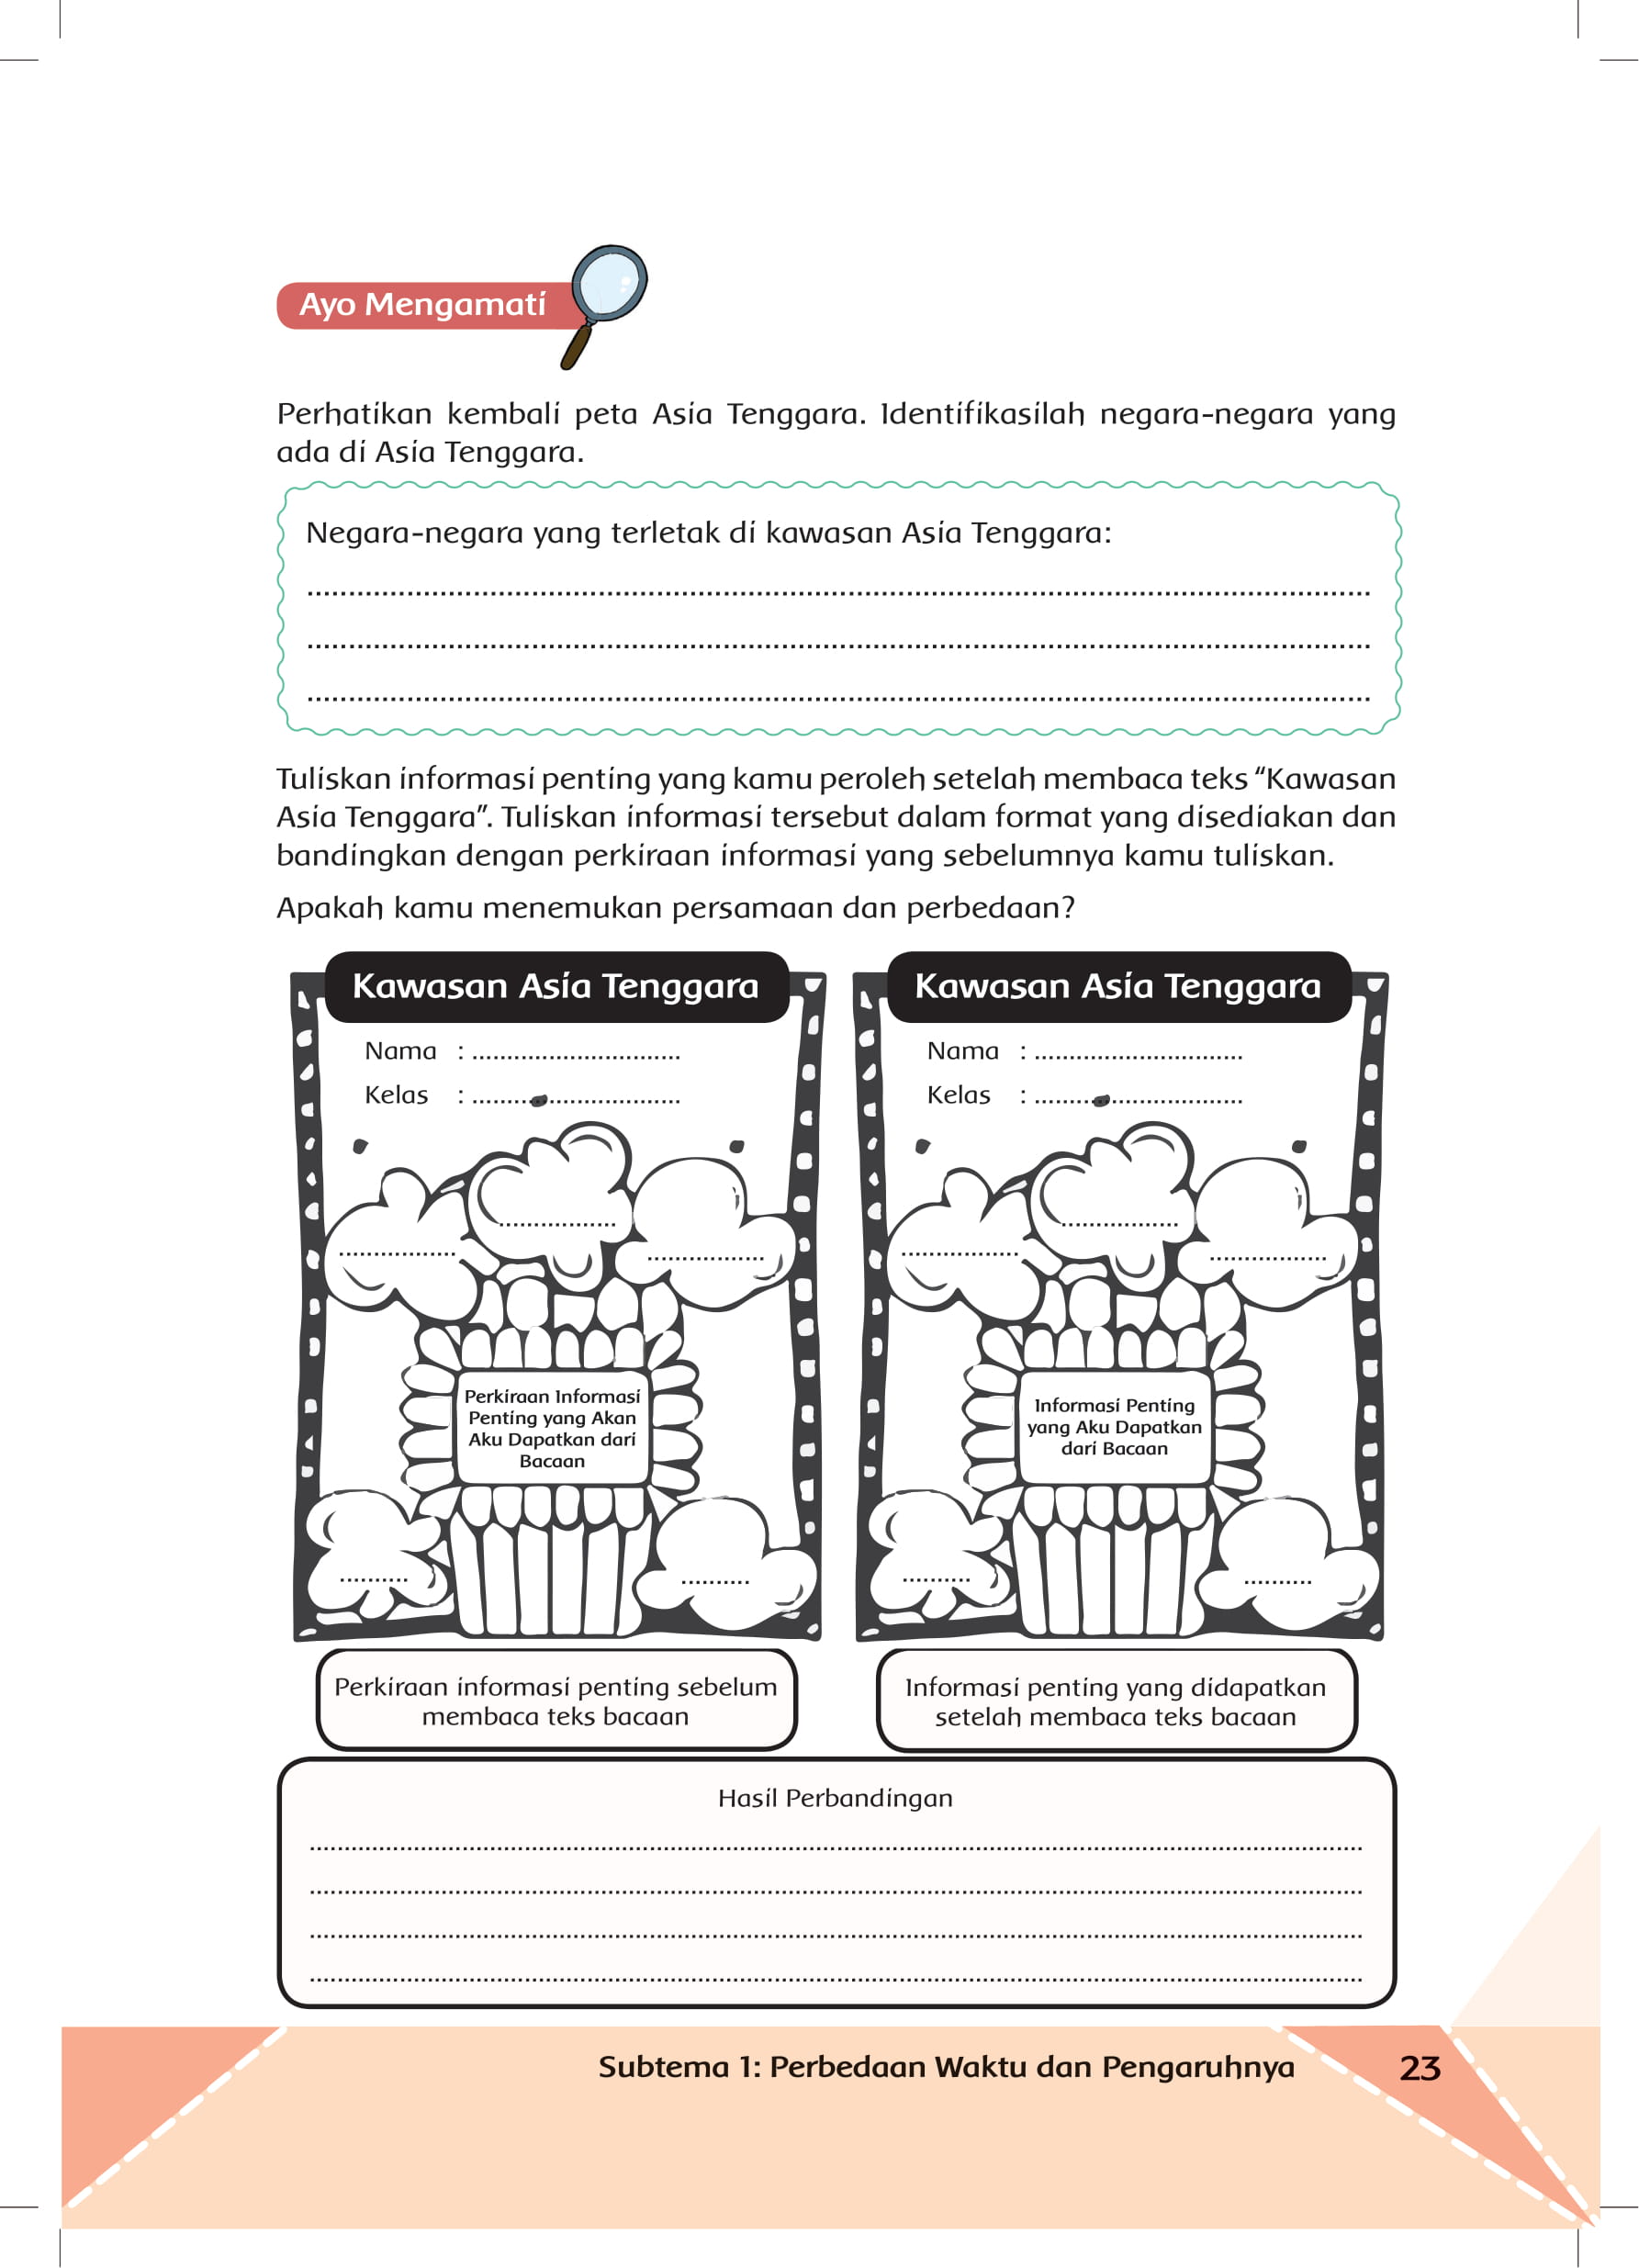 Ayo Mengamati
Perhatikan kembali peta Asia Tenggara. Identifikasilah negara-negara yang
ada di Asia Tenggara.
Negara-negara yang terletak di kawasan Asia Tenggara:
Tuliskan informasi penting yang kamu peroleh setelah membaca teks “Kawasan
Asia Tenggara”. Tuliskan informasi tersebut dalam format yang disediakan dan
bandingkan dengan perkiraan informasi yang sebelumnya kamu tuliskan.
Apakah kamu menemukan persamaan dan perbedaan?
Kawasan Asia Tenggara
Nama : ..............................
Kelas : ..............................
Perkiraan Informasi
Penting yang Akan
Aku Dapatkan dari
Bacaan
Perkiraan informasi penting sebelum
membaca teks bacaan
Kawasan Asia Tenggara
Nama : ..............................
Kelas : ..............................
Informasi Penting
yang Aku Dapatkan
dari Bacaan
Informasi penting yang didapatkan
setelah membaca teks bacaan
Hasil Perbandingan
Subtema 1: Perbedaan Waktu dan Pengaruhnya 23